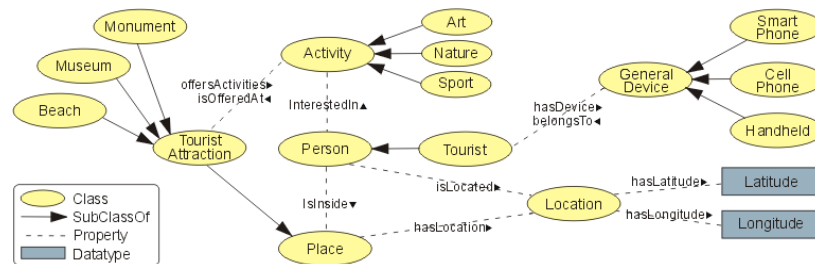 Monument
Museum
Beach
Tourist
Attraction
offersActivities▸
isOfferedAt◂
Activity
Art
Nature
Sport
InterestedIn▴
Person
Tourist
hasDevice▸
belongsTo◂
General
Device
Smart
Phone
Cell
Phone
Handheld
isLocated▸
IsInside▾
Place
hasLocation▸
Location
hasLatitude▸
hasLongitude▸
Latitude
Longitude
Class
SubClassOf
Property
Datatype